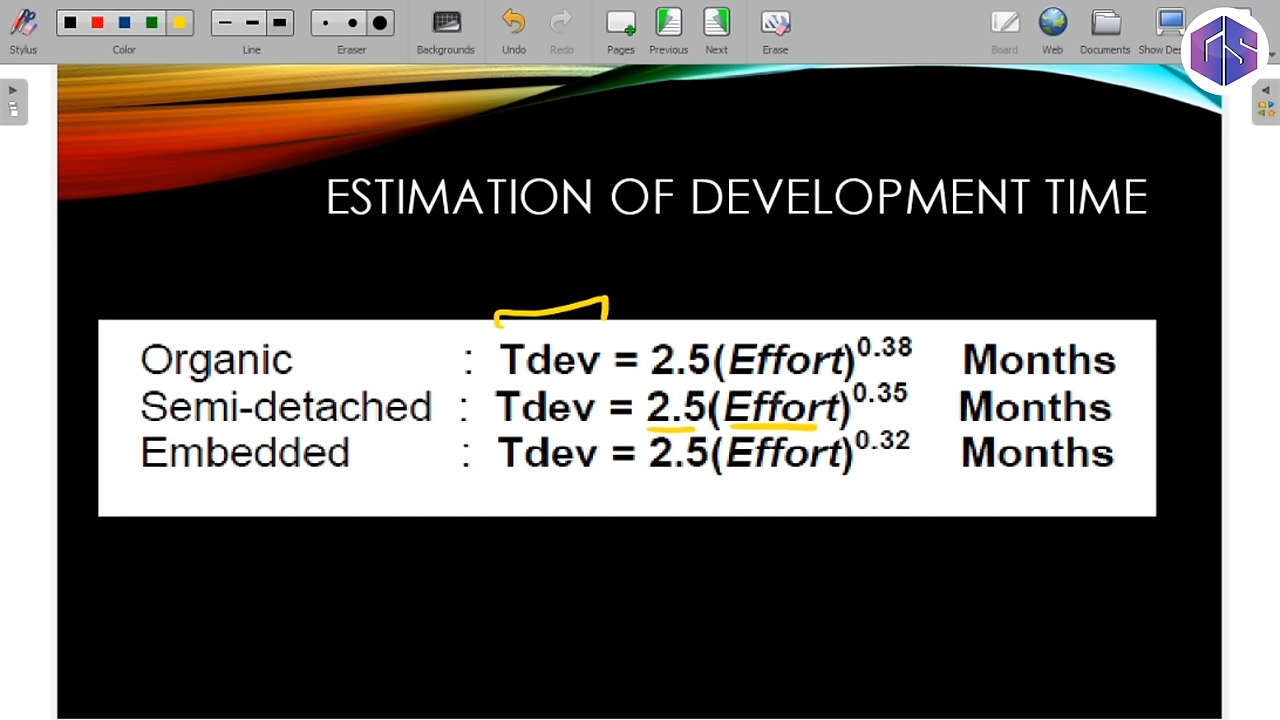 Stylus Color Line Eraser Backgrounds Undo Redo Pages Previous Next Erase Board Web Documents
ESTIMATION OF DEVELOPMENT TIME
Organic : Tdev = 2.5(Effort)^0.38 Months
Semi-detached : Tdev = 2.5(Effort)^0.35 Months
Embedded : Tdev = 2.5(Effort)^0.32 Months